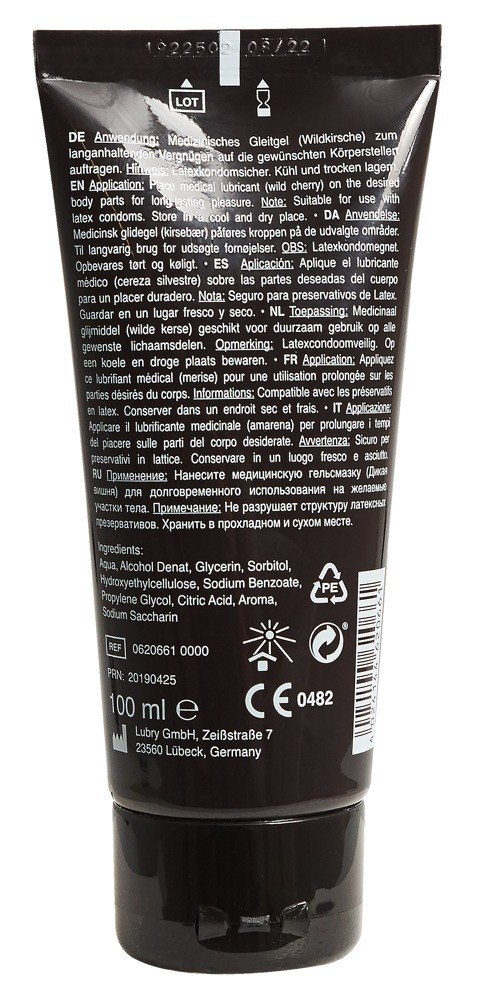 1922502 08/22
LOT
DE Anwendung: Medizinisches Gleitgel (Wildkirsche) zum
langanhaltenden Vergnügen auf die gewünschten Körperstellen
auftragen. Hinweis: Latexkondomsicher. Kühl und trocken lagern.
EN Application: Place medical lubricant (wild cherry) on the desired
body parts for long-lasting pleasure. Note: Suitable for use with
latex condoms. Store in a cool and dry place. • DA Anvendelse:
Medicinsk glidegel (kirsebær) påføres kroppen på de udvalgte områder.
Til langvarig brug for udsøgte fornøjelser. OBS: Latexkondomegnet.
Opbevares tørt og køligt. • ES Aplicación: Aplique el lubricante
médico (cereza silvestre) sobre las partes deseadas del cuerpo
para un placer duradero. Nota: Seguro para preservativos de Latex.
Guardar en un lugar fresco y seco. • NL Toepassing: Medicinaal
glijmiddel (wilde kerse) geschikt voor duurzaam gebruik op alle
gewenste lichaamsdelen. Opmerking: Latexcondoomveilig. Op
een koele en droge plaats bewaren. • FR Application: Appliquez
ce lubrifiant médical (merise) pour une utilisation prolongée sur les
parties désirés du corps. Informations: Compatible avec les préservatifs
en latex. Conserver dans un endroit sec et frais. • IT Applicazione:
Applicare il lubrificante medicinale (amarena) per prolungare i tempi
del piacere sulle parti del corpo desiderate. Avvertenza: Sicuro per
preservativi in lattice. Conservare in un luogo fresco e asciutto.
RU Применение: Нанесите медицинскую гельсмазку (Дикая
вишня) для долговременного использования на желаемые
участки тела. Примечание: Не разрушает структуру латексных
презервативов. Хранить в прохладном и сухом месте.
Ingredients:
Aqua, Alcohol Denat, Glycerin, Sorbitol,
Hydroxyethylcellulose, Sodium Benzoate,
Propylene Glycol, Citric Acid, Aroma,
Sodium Saccharin
PE
REF 0620661 0000
PRN: 20190425
100 ml e
CE 0482
Lubry GmbH, Zeißstraße 7
23560 Lübeck, Germany